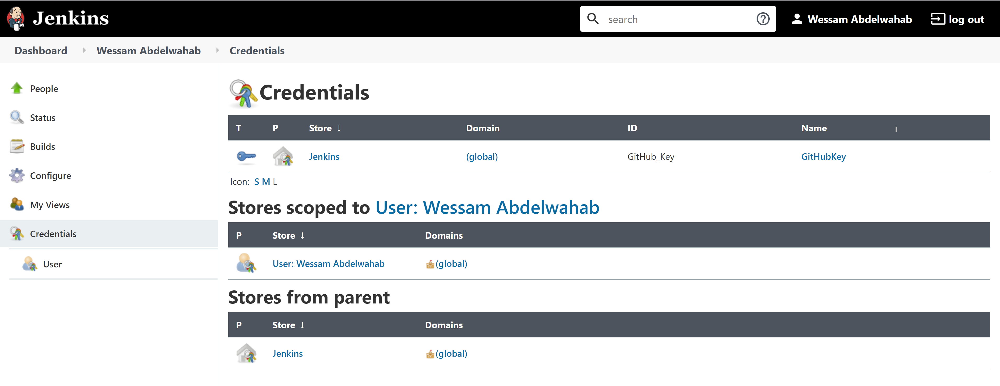 Jenkins
search
Wessam Abdelwahab
log out
Dashboard Wessam Abdelwahab Credentials
People
Status
Builds
Configure
My Views
Credentials
User
Credentials
T P Store ↓ Domain ID Name
Jenkins (global) GitHub_Key GitHubKey
Icon: S M L
Stores scoped to User: Wessam Abdelwahab
P Store ↓ Domains
User: Wessam Abdelwahab (global)
Stores from parent
P Store ↓ Domains
Jenkins (global)